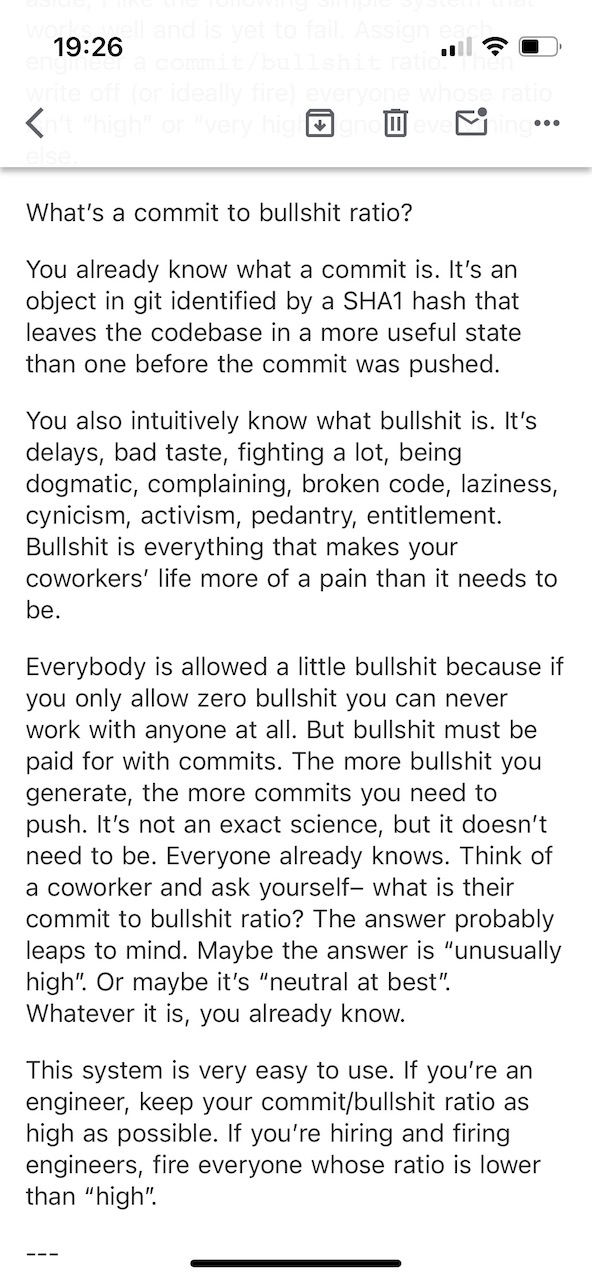 aside, I like the following simple system that
works well and is yet to fail. Assign each
19:26
engineer a commit/bullshit ratio. Then
write off (or ideally fire) everyone whose ratio
isn't "high" or "very high" Ignore everything
else.
What's a commit to bullshit ratio?
You already know what a commit is. It's an
object in git identified by a SHA1 hash that
leaves the codebase in a more useful state
than one before the commit was pushed.
You also intuitively know what bullshit is. It's
delays, bad taste, fighting a lot, being
dogmatic, complaining, broken code, laziness,
cynicism, activism, pedantry, entitlement.
Bullshit is everything that makes your
coworkers' life more of a pain than it needs to
be.
Everybody is allowed a little bullshit because if
you only allow zero bullshit you can never
work with anyone at all. But bullshit must be
paid for with commits. The more bullshit you
generate, the more commits you need to
push. It's not an exact science, but it doesn't
need to be. Everyone already knows. Think of
a coworker and ask yourself– what is their
commit to bullshit ratio? The answer probably
leaps to mind. Maybe the answer is “unusually
high”. Or maybe it's “neutral at best”.
Whatever it is, you already know.
This system is very easy to use. If you're an
engineer, keep your commit/bullshit ratio as
high as possible. If you're hiring and firing
engineers, fire everyone whose ratio is lower
than “high”.
---